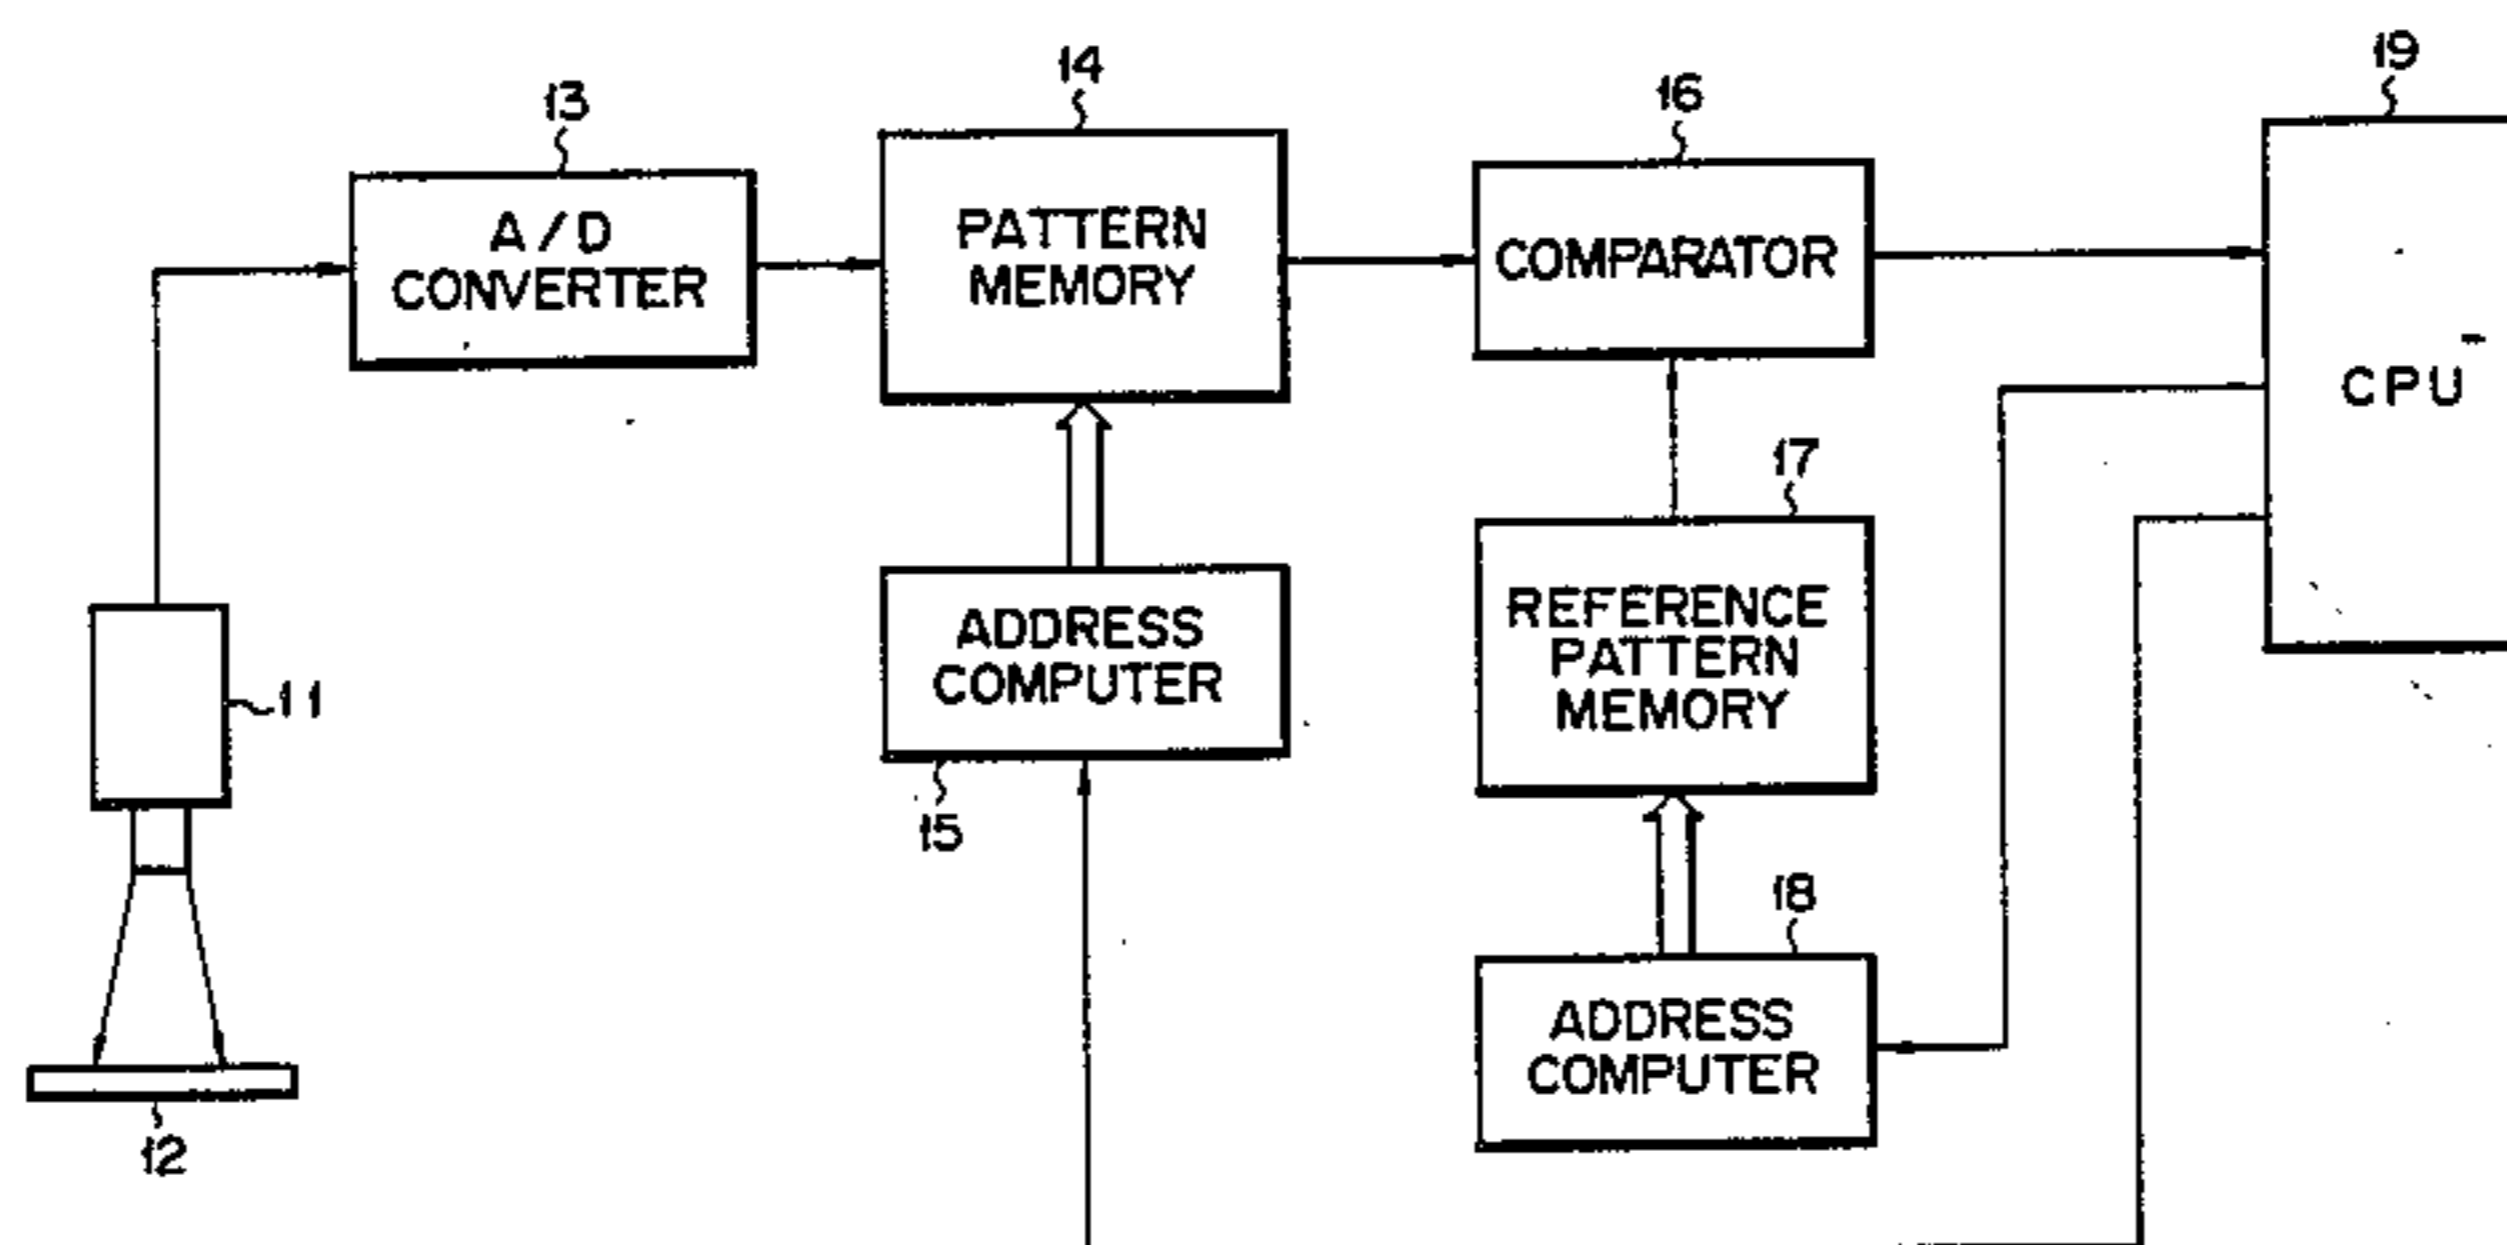 13
A/D
CONVERTER
14
PATTERN
MEMORY
16
COMPARATOR
19
CPU
17
REFERENCE
PATTERN
MEMORY
ADDRESS
COMPUTER
15
11
18
ADDRESS
COMPUTER
12